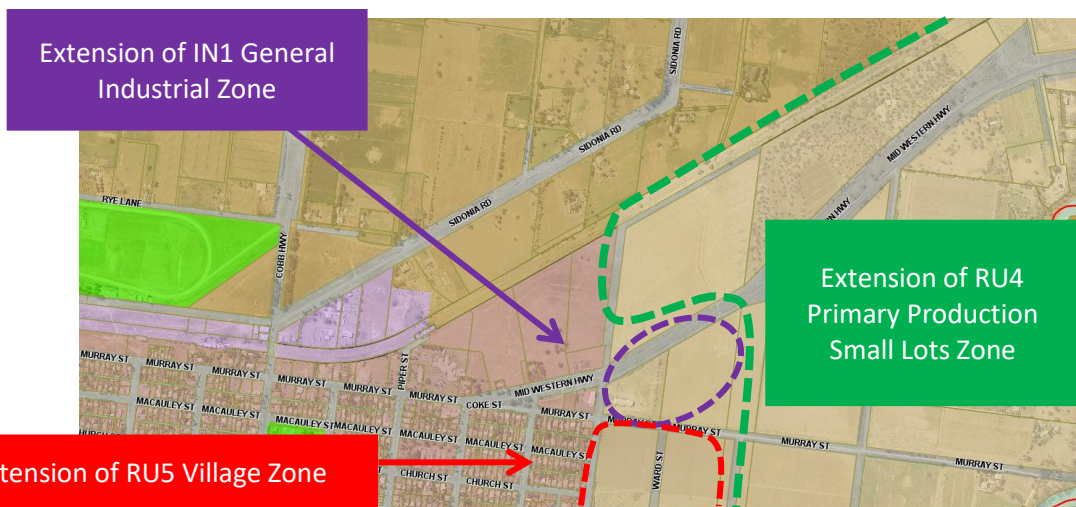 Extension of IN1 General
Industrial Zone
SIDONIA RD
SIDONIA RD
MID WESTERN HWY
RYE LANE
SIDONIA RD
COBB HWY
Extension of RU4
Primary Production
Small Lots Zone
MURRAY ST
MURRAY ST
MURRAY ST
MURRAY ST
PIPER ST
MURRAY ST
COKE ST
MID WESTERN HWY
MURRAY ST
MACAULEY ST
MACAULEY ST
MACAULEY ST
MACAULEY ST
MACAULEY ST
MACAULEY ST
MACAULEY ST
MURRAY ST
MURRAY ST
MURRAY ST
CHURCH ST
CHURCH ST
WARD ST
tension of RU5 Village Zone